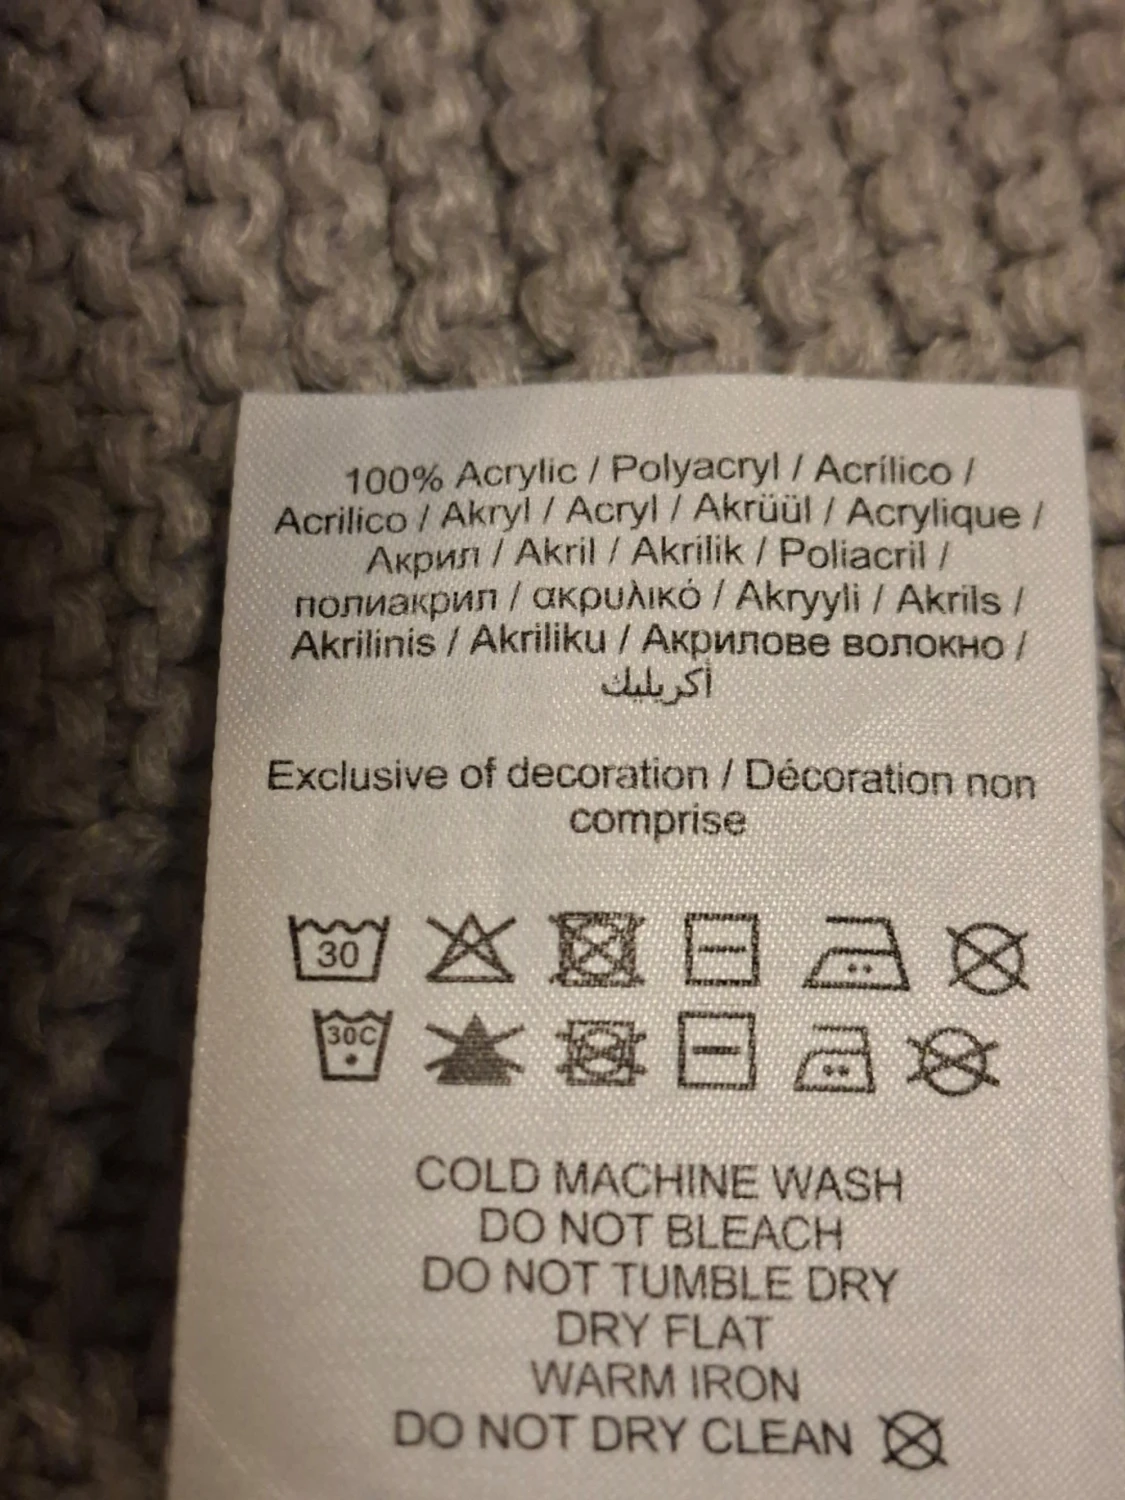 100% Acrylic / Polyacryl / Acrílico /
Acrilico / Akryl / Acryl / Akrüül / Acrylique /
Акрил / Akril / Akrilik / Poliacril /
полиакрил / ακρυλικό / Akryyli / Akrils /
Akrilinis / Akriliku / Акрилове волокно /
أكريليك
Exclusive of decoration / Décoration non
comprise
30
30C
COLD MACHINE WASH
DO NOT BLEACH
DO NOT TUMBLE DRY
DRY FLAT
WARM IRON
DO NOT DRY CLEAN